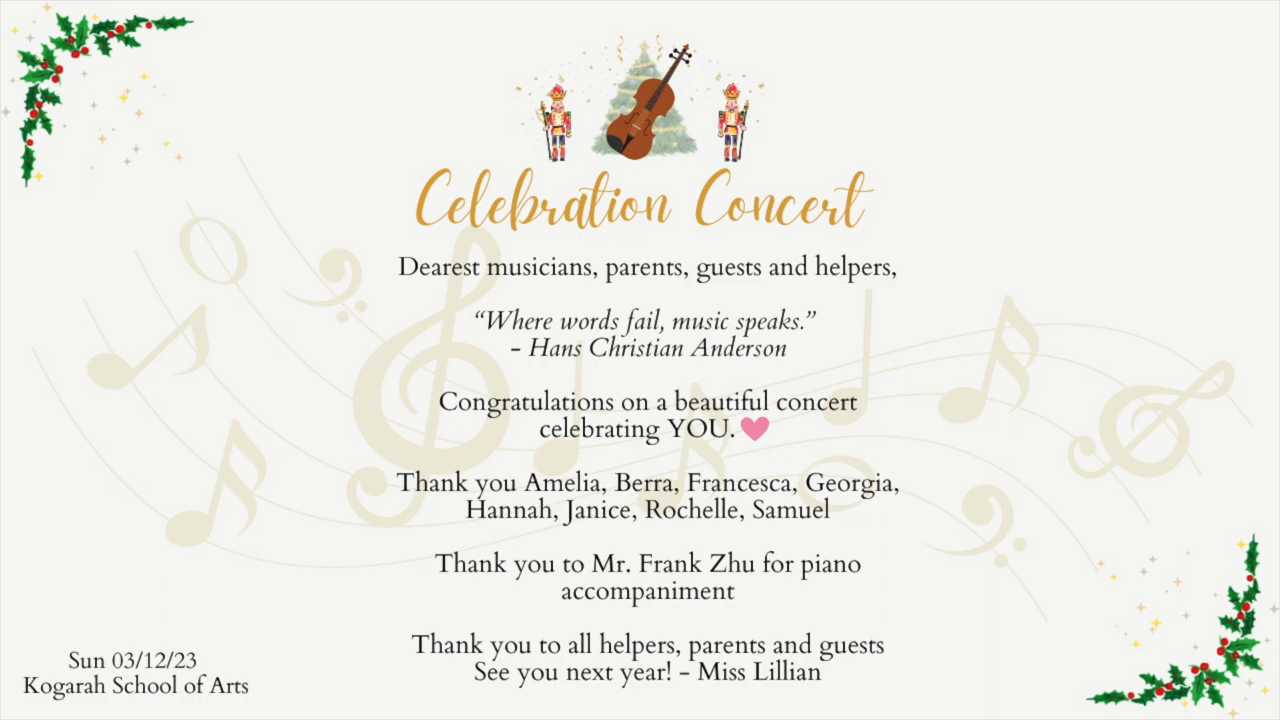 Celebration Concert
Dearest musicians, parents, guests and helpers,
“Where words fail, music speaks.”
- Hans Christian Anderson
Congratulations on a beautiful concert
celebrating YOU. 🩷
Thank you Amelia, Berra, Francesca, Georgia,
Hannah, Janice, Rochelle, Samuel
Thank you to Mr. Frank Zhu for piano
accompaniment
Thank you to all helpers, parents and guests
See you next year! - Miss Lillian
Sun 03/12/23
Kogarah School of Arts